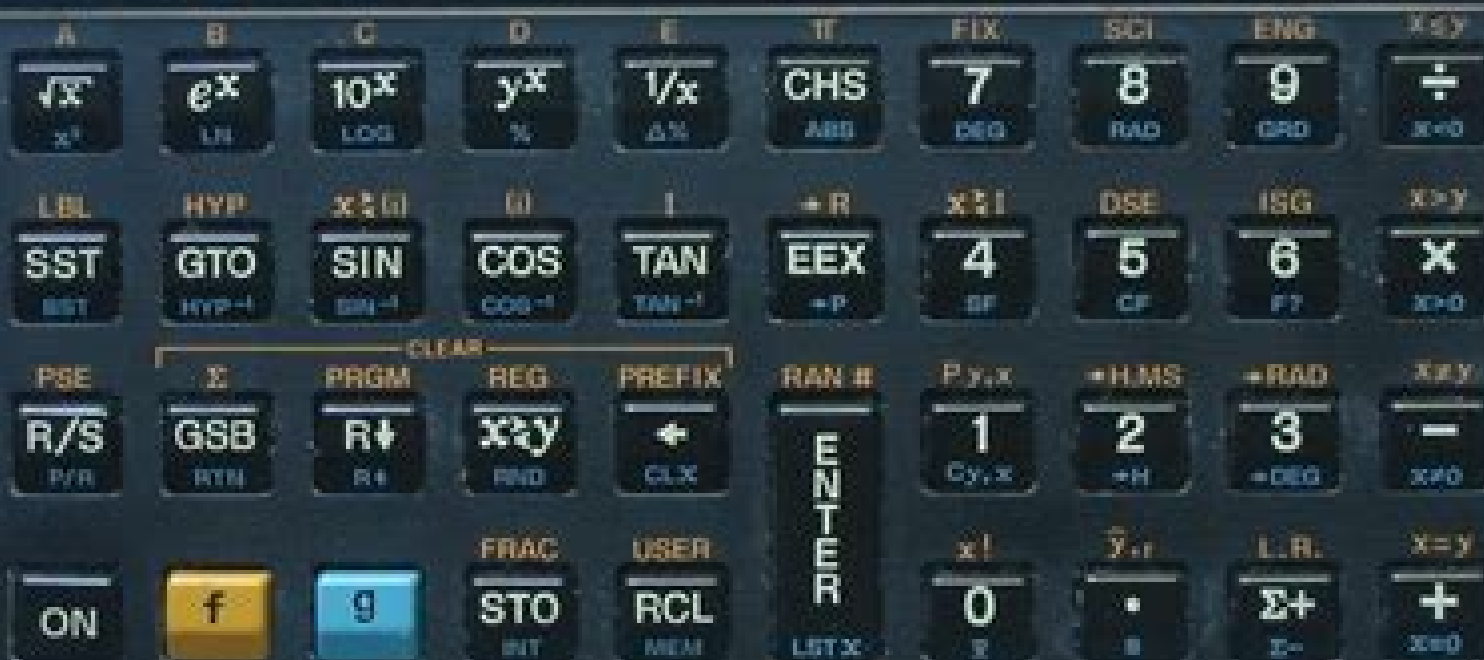 A B C D E π FIX SCI ENG x≤y
√x e^x 10^x y^x 1/x CHS 7 8 9 ÷
x² LN LOG % Δ% ABS DEG RAD GRD x<0
LBL HYP x≷(i) (i) I →R x≷I DSE ISG x>y
SST GTO SIN COS TAN EEX 4 5 6 ×
BST HYP⁻¹ SIN⁻¹ COS⁻¹ TAN⁻¹ →P SF CF F? x>0
CLEAR
PSE Σ PRGM REG PREFIX RAN # P y,x →H.MS →RAD x≠y
R/S GSB R↓ x≷y ← ENTER 1 2 3 −
P/R RTN R↑ RND CLX C y,x →H →DEG x≠0
FRAC USER x! ŷ,r L.R. x=y
ON f g STO RCL 0 • Σ+ +
INT MEM LST X x̄ s Σ− x=0